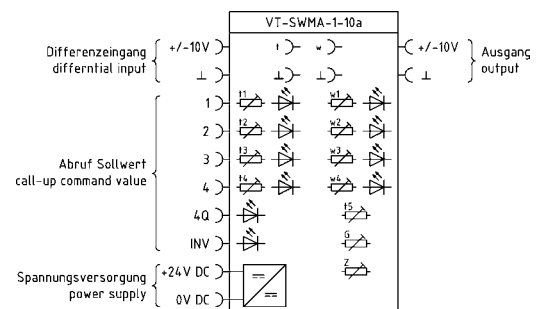 VT-SWMA-1-10a
Differenzeingang
differntial input
+/-10V
t
w
+/-10V
Ausgang
output
⊥
⊥
⊥
⊥
Abruf Sollwert
call-up command value
1
t1
w1
2
t2
w2
3
t3
w3
4
t4
w4
4Q
t5
INV
G
Z
Spannungsversorgung
power supply
+24V DC
0V DC